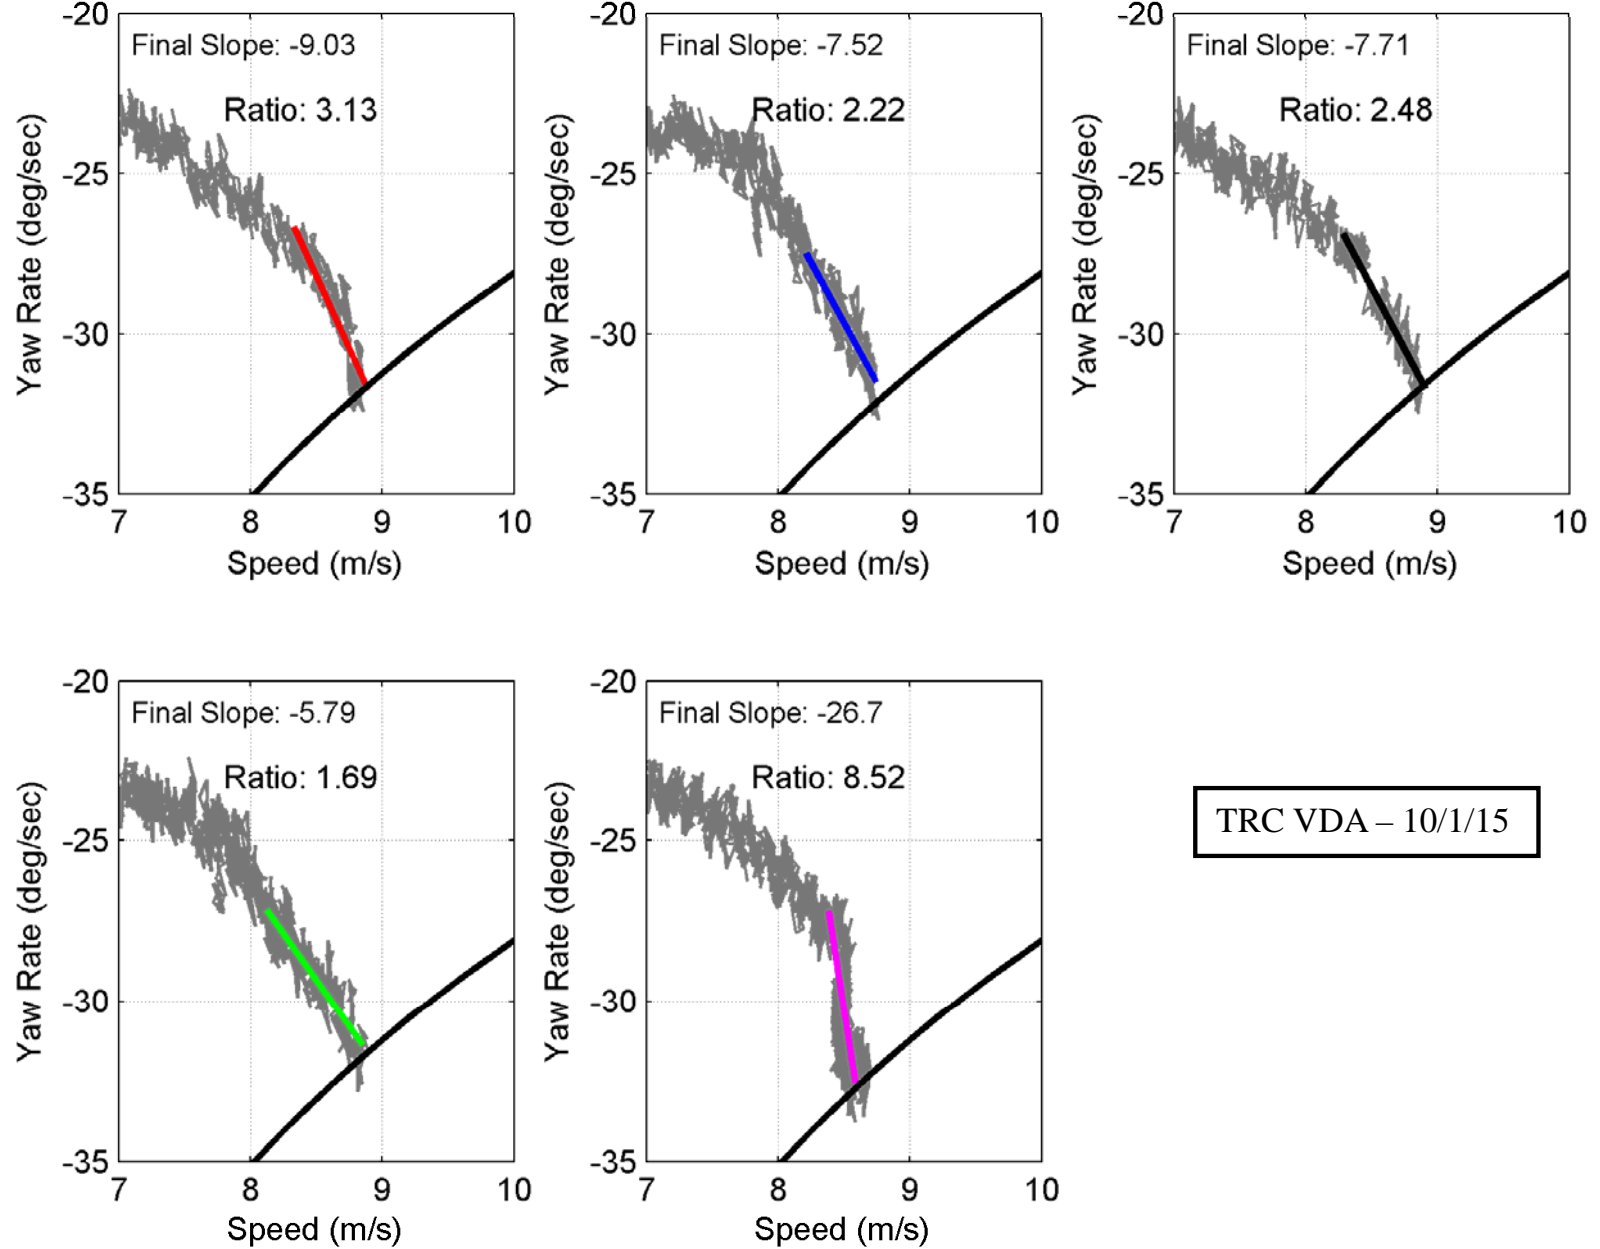 Final Slope: -9.03
Ratio: 3.13
-20
-25
-30
-35
7 8 9 10
Yaw Rate (deg/sec)
Speed (m/s)
Final Slope: -7.52
Ratio: 2.22
-20
-25
-30
-35
7 8 9 10
Yaw Rate (deg/sec)
Speed (m/s)
Final Slope: -7.71
Ratio: 2.48
-20
-25
-30
-35
7 8 9 10
Yaw Rate (deg/sec)
Speed (m/s)
Final Slope: -5.79
Ratio: 1.69
-20
-25
-30
-35
7 8 9 10
Yaw Rate (deg/sec)
Speed (m/s)
Final Slope: -26.7
Ratio: 8.52
-20
-25
-30
-35
7 8 9 10
Yaw Rate (deg/sec)
Speed (m/s)
TRC VDA – 10/1/15